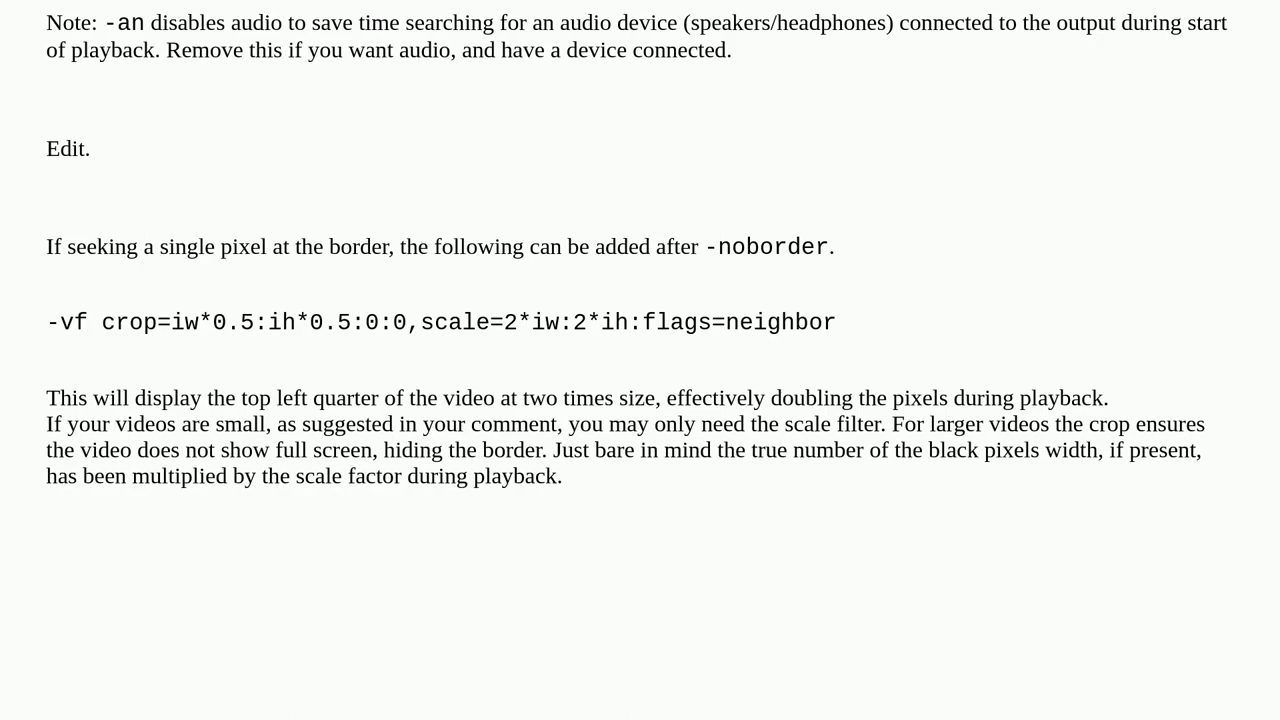 Note: -an disables audio to save time searching for an audio device (speakers/headphones) connected to the output during start
of playback. Remove this if you want audio, and have a device connected.
Edit.
If seeking a single pixel at the border, the following can be added after -noborder.
-vf crop=iw*0.5:ih*0.5:0:0,scale=2*iw:2*ih:flags=neighbor
This will display the top left quarter of the video at two times size, effectively doubling the pixels during playback.
If your videos are small, as suggested in your comment, you may only need the scale filter. For larger videos the crop ensures
the video does not show full screen, hiding the border. Just bare in mind the true number of the black pixels width, if present,
has been multiplied by the scale factor during playback.